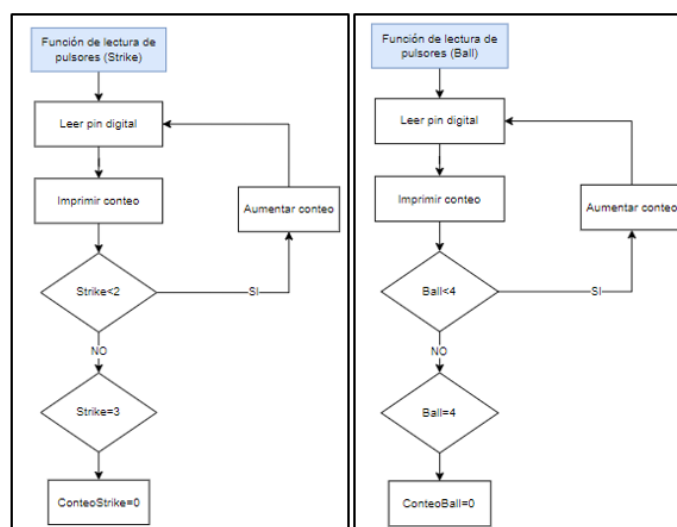 Función de lectura de
pulsores (Strike)
Leer pin digital
Imprimir conteo
Aumentar conteo
Strike<2
SI
NO
Strike=3
ConteoStrike=0
Función de lectura de
pulsores (Ball)
Leer pin digital
Imprimir conteo
Aumentar conteo
Ball<4
SI
NO
Ball=4
ConteoBall=0